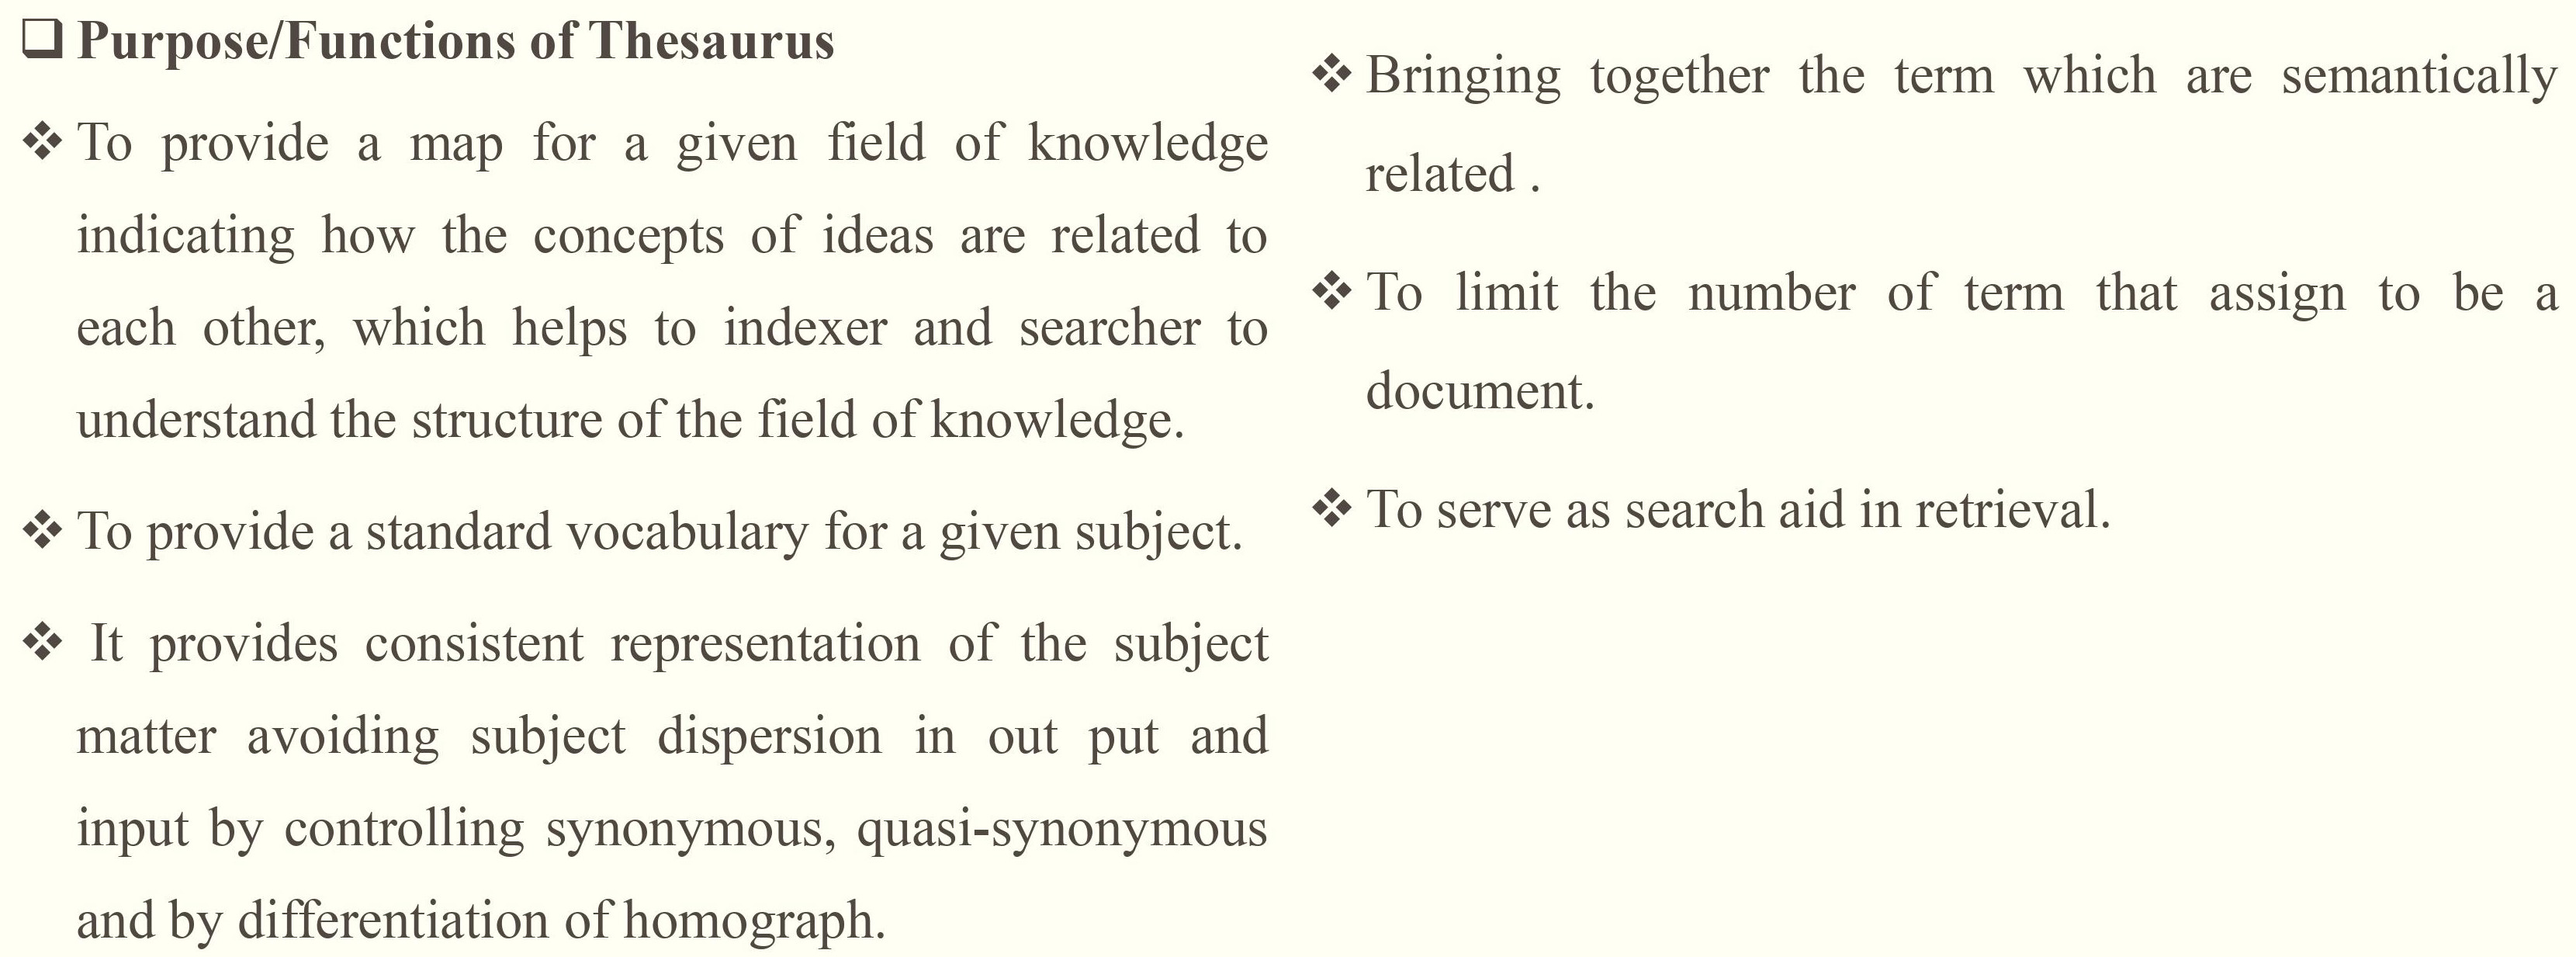 ❑ Purpose/Functions of Thesaurus
❖ To provide a map for a given field of knowledge
indicating how the concepts of ideas are related to
each other, which helps to indexer and searcher to
understand the structure of the field of knowledge.
❖ To provide a standard vocabulary for a given subject.
❖ It provides consistent representation of the subject
matter avoiding subject dispersion in out put and
input by controlling synonymous, quasi-synonymous
and by differentiation of homograph.
❖ Bringing together the term which are semantically
related .
❖ To limit the number of term that assign to be a
document.
❖ To serve as search aid in retrieval.